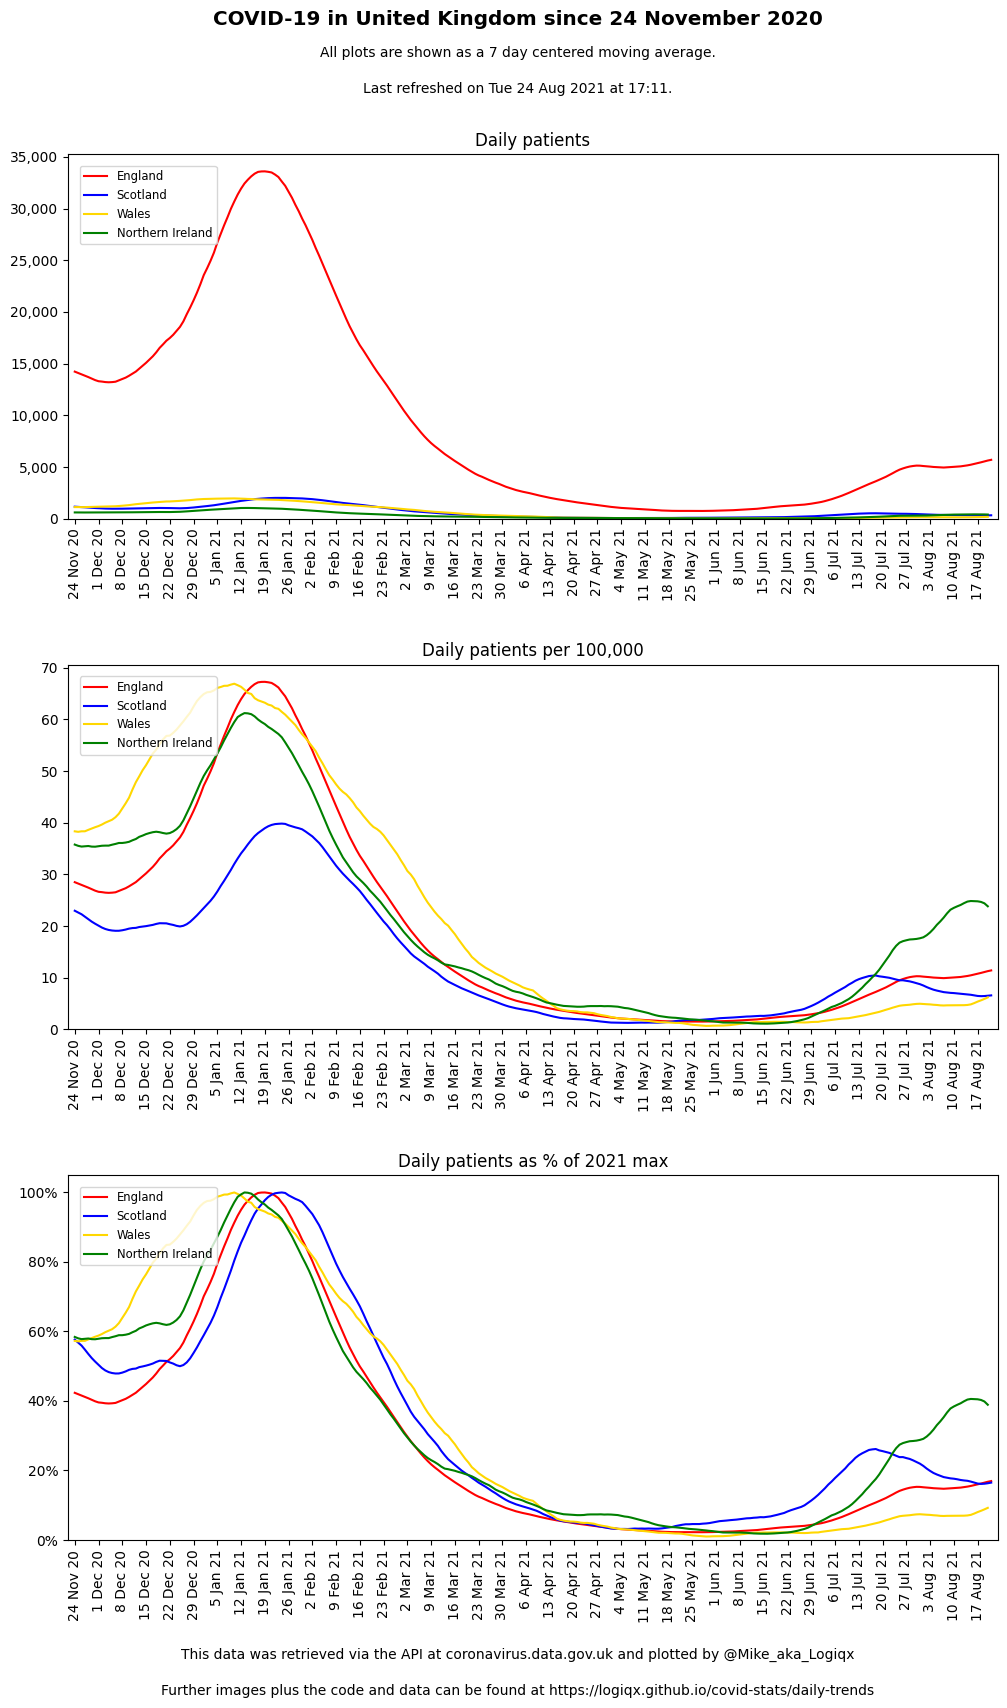 COVID-19 in United Kingdom since 24 November 2020
All plots are shown as a 7 day centered moving average.
Last refreshed on Tue 24 Aug 2021 at 17:11.
Daily patients
35,000
30,000
25,000
20,000
15,000
10,000
5,000
0
England
Scotland
Wales
Northern Ireland
24 Nov 20
1 Dec 20
8 Dec 20
15 Dec 20
22 Dec 20
29 Dec 20
5 Jan 21
12 Jan 21
19 Jan 21
26 Jan 21
2 Feb 21
9 Feb 21
16 Feb 21
23 Feb 21
2 Mar 21
9 Mar 21
16 Mar 21
23 Mar 21
30 Mar 21
6 Apr 21
13 Apr 21
20 Apr 21
27 Apr 21
4 May 21
11 May 21
18 May 21
25 May 21
1 Jun 21
8 Jun 21
15 Jun 21
22 Jun 21
29 Jun 21
6 Jul 21
13 Jul 21
20 Jul 21
27 Jul 21
3 Aug 21
10 Aug 21
17 Aug 21
Daily patients per 100,000
70
60
50
40
30
20
10
0
England
Scotland
Wales
Northern Ireland
24 Nov 20
1 Dec 20
8 Dec 20
15 Dec 20
22 Dec 20
29 Dec 20
5 Jan 21
12 Jan 21
19 Jan 21
26 Jan 21
2 Feb 21
9 Feb 21
16 Feb 21
23 Feb 21
2 Mar 21
9 Mar 21
16 Mar 21
23 Mar 21
30 Mar 21
6 Apr 21
13 Apr 21
20 Apr 21
27 Apr 21
4 May 21
11 May 21
18 May 21
25 May 21
1 Jun 21
8 Jun 21
15 Jun 21
22 Jun 21
29 Jun 21
6 Jul 21
13 Jul 21
20 Jul 21
27 Jul 21
3 Aug 21
10 Aug 21
17 Aug 21
Daily patients as % of 2021 max
100%
80%
60%
40%
20%
0%
England
Scotland
Wales
Northern Ireland
24 Nov 20
1 Dec 20
8 Dec 20
15 Dec 20
22 Dec 20
29 Dec 20
5 Jan 21
12 Jan 21
19 Jan 21
26 Jan 21
2 Feb 21
9 Feb 21
16 Feb 21
23 Feb 21
2 Mar 21
9 Mar 21
16 Mar 21
23 Mar 21
30 Mar 21
6 Apr 21
13 Apr 21
20 Apr 21
27 Apr 21
4 May 21
11 May 21
18 May 21
25 May 21
1 Jun 21
8 Jun 21
15 Jun 21
22 Jun 21
29 Jun 21
6 Jul 21
13 Jul 21
20 Jul 21
27 Jul 21
3 Aug 21
10 Aug 21
17 Aug 21
This data was retrieved via the API at coronavirus.data.gov.uk and plotted by @Mike_aka_Logiqx
Further images plus the code and data can be found at https://logiqx.github.io/covid-stats/daily-trends